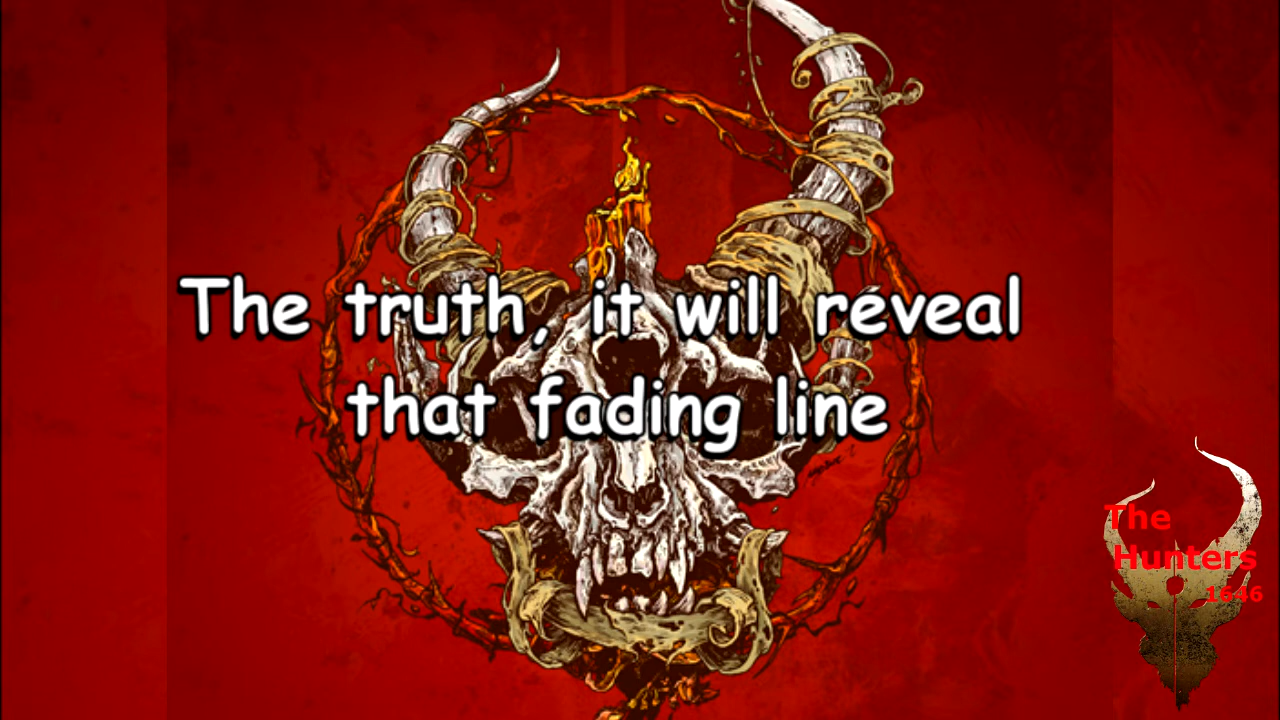 The truth, it will reveal
that fading line
The
Hunters
1646